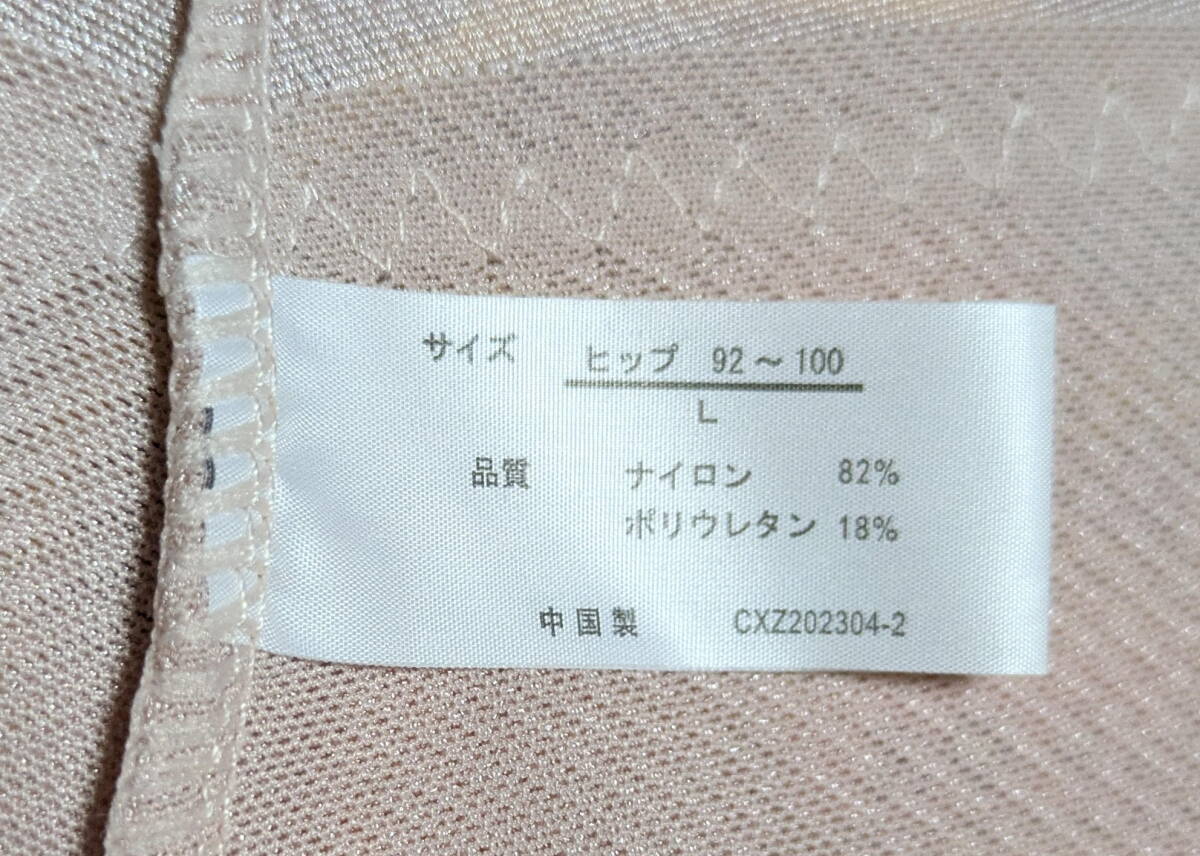 サイズ ヒップ 92～100
L
品質 ナイロン 82%
ポリウレタン 18%
中国製 CXZ202304-2